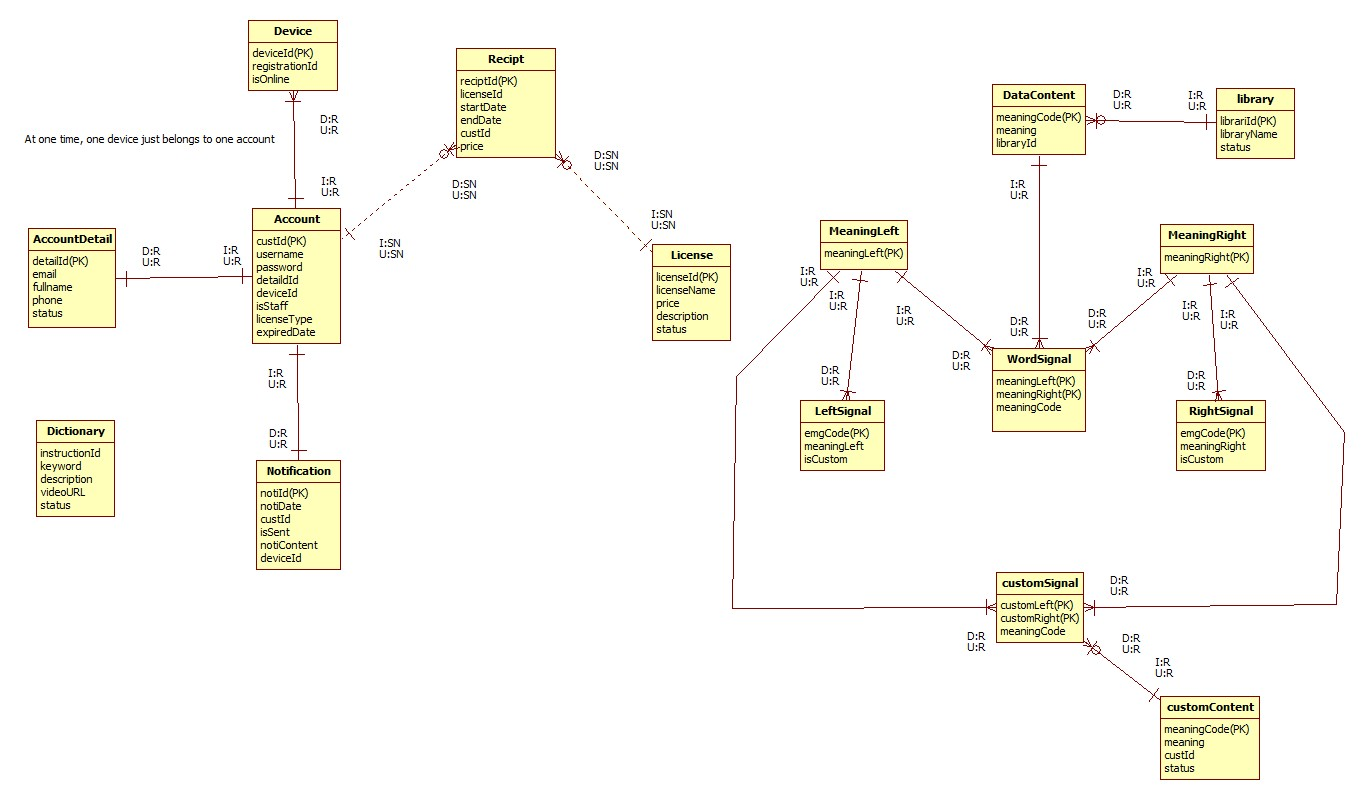 Device
deviceId(PK)
registrationId
isOnline
D:R
U:R
At one time, one device just belongs to one account
I:R
U:R
Recipt
reciptId(PK)
licenseId
startDate
endDate
custId
price
D:SN
U:SN
D:SN
U:SN
I:SN
U:SN
I:SN
U:SN
Account
custId(PK)
username
password
detaildId
deviceId
isStaff
licenseType
expiredDate
AccountDetail
detailId(PK)
email
fullname
phone
status
D:R
U:R
I:R
U:R
License
licenseId(PK)
licenseName
price
description
status
I:R
U:R
D:R
U:R
Dictionary
instructionId
keyword
description
videoURL
status
Notification
notiId(PK)
notiDate
custId
isSent
notiContent
deviceId
DataContent
meaningCode(PK)
meaning
libraryId
D:R
U:R
I:R
U:R
library
librarId(PK)
libraryName
status
I:R
U:R
MeaningLeft
meaningLeft(PK)
MeaningRight
meaningRight(PK)
I:R
U:R
I:R
U:R
I:R
U:R
I:R
U:R
I:R
U:R
I:R
U:R
D:R
U:R
D:R
U:R
D:R
U:R
WordSignal
meaningLeft(PK)
meaningRight(PK)
meaningCode
D:R
U:R
D:R
U:R
LeftSignal
emgCode(PK)
meaningLeft
isCustom
RightSignal
emgCode(PK)
meaningRight
isCustom
customSignal
customLeft(PK)
customRight(PK)
meaningCode
D:R
U:R
D:R
U:R
D:R
U:R
I:R
U:R
customContent
meaningCode(PK)
meaning
custId
status